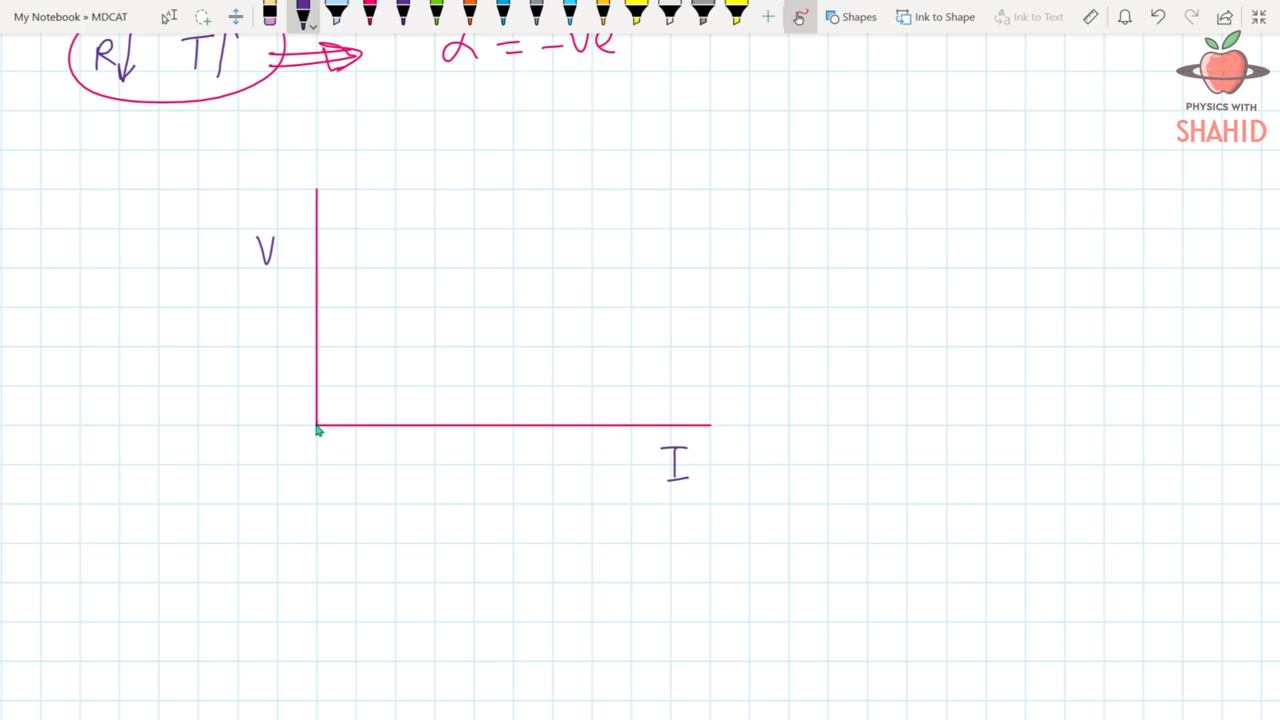 My Notebook » MDCAT Shapes Ink to Shape Ink to Text
R↓ T↑ ⇒ α = -ve
PHYSICS WITH
SHAHID
V
I